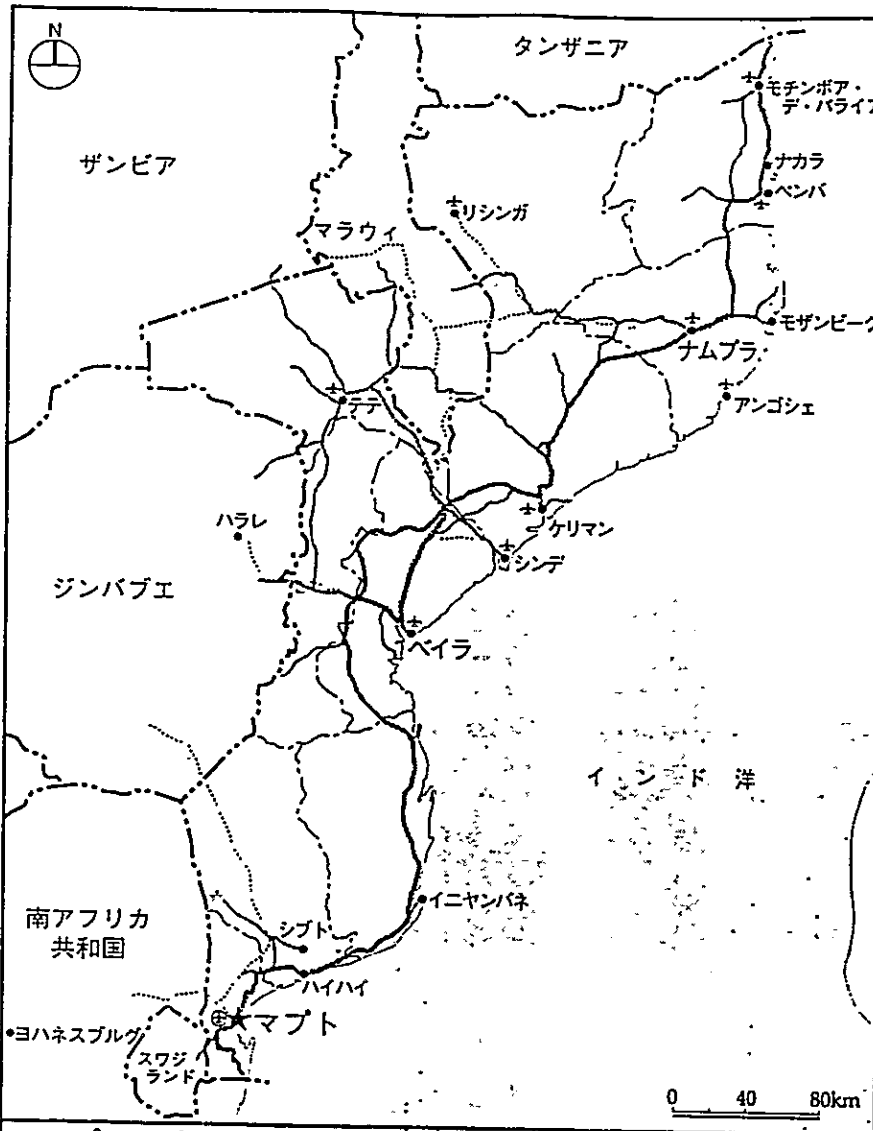 N
タンザニア
モチンボア・
デ・バライア
ザンビア
ナカラ
ペンバ
リシンガ
マラウィ
モザンビーク
ナムプラ
アンゴシェ
テテ
ハラレ
ケリマン
シンデ
ジンバブエ
ベイラ
インド洋
イニヤンバネ
南アフリカ
共和国
シブト
ハイハイ
マプト
ヨハネスブルグ
スワジ
ランド
0 40 80km